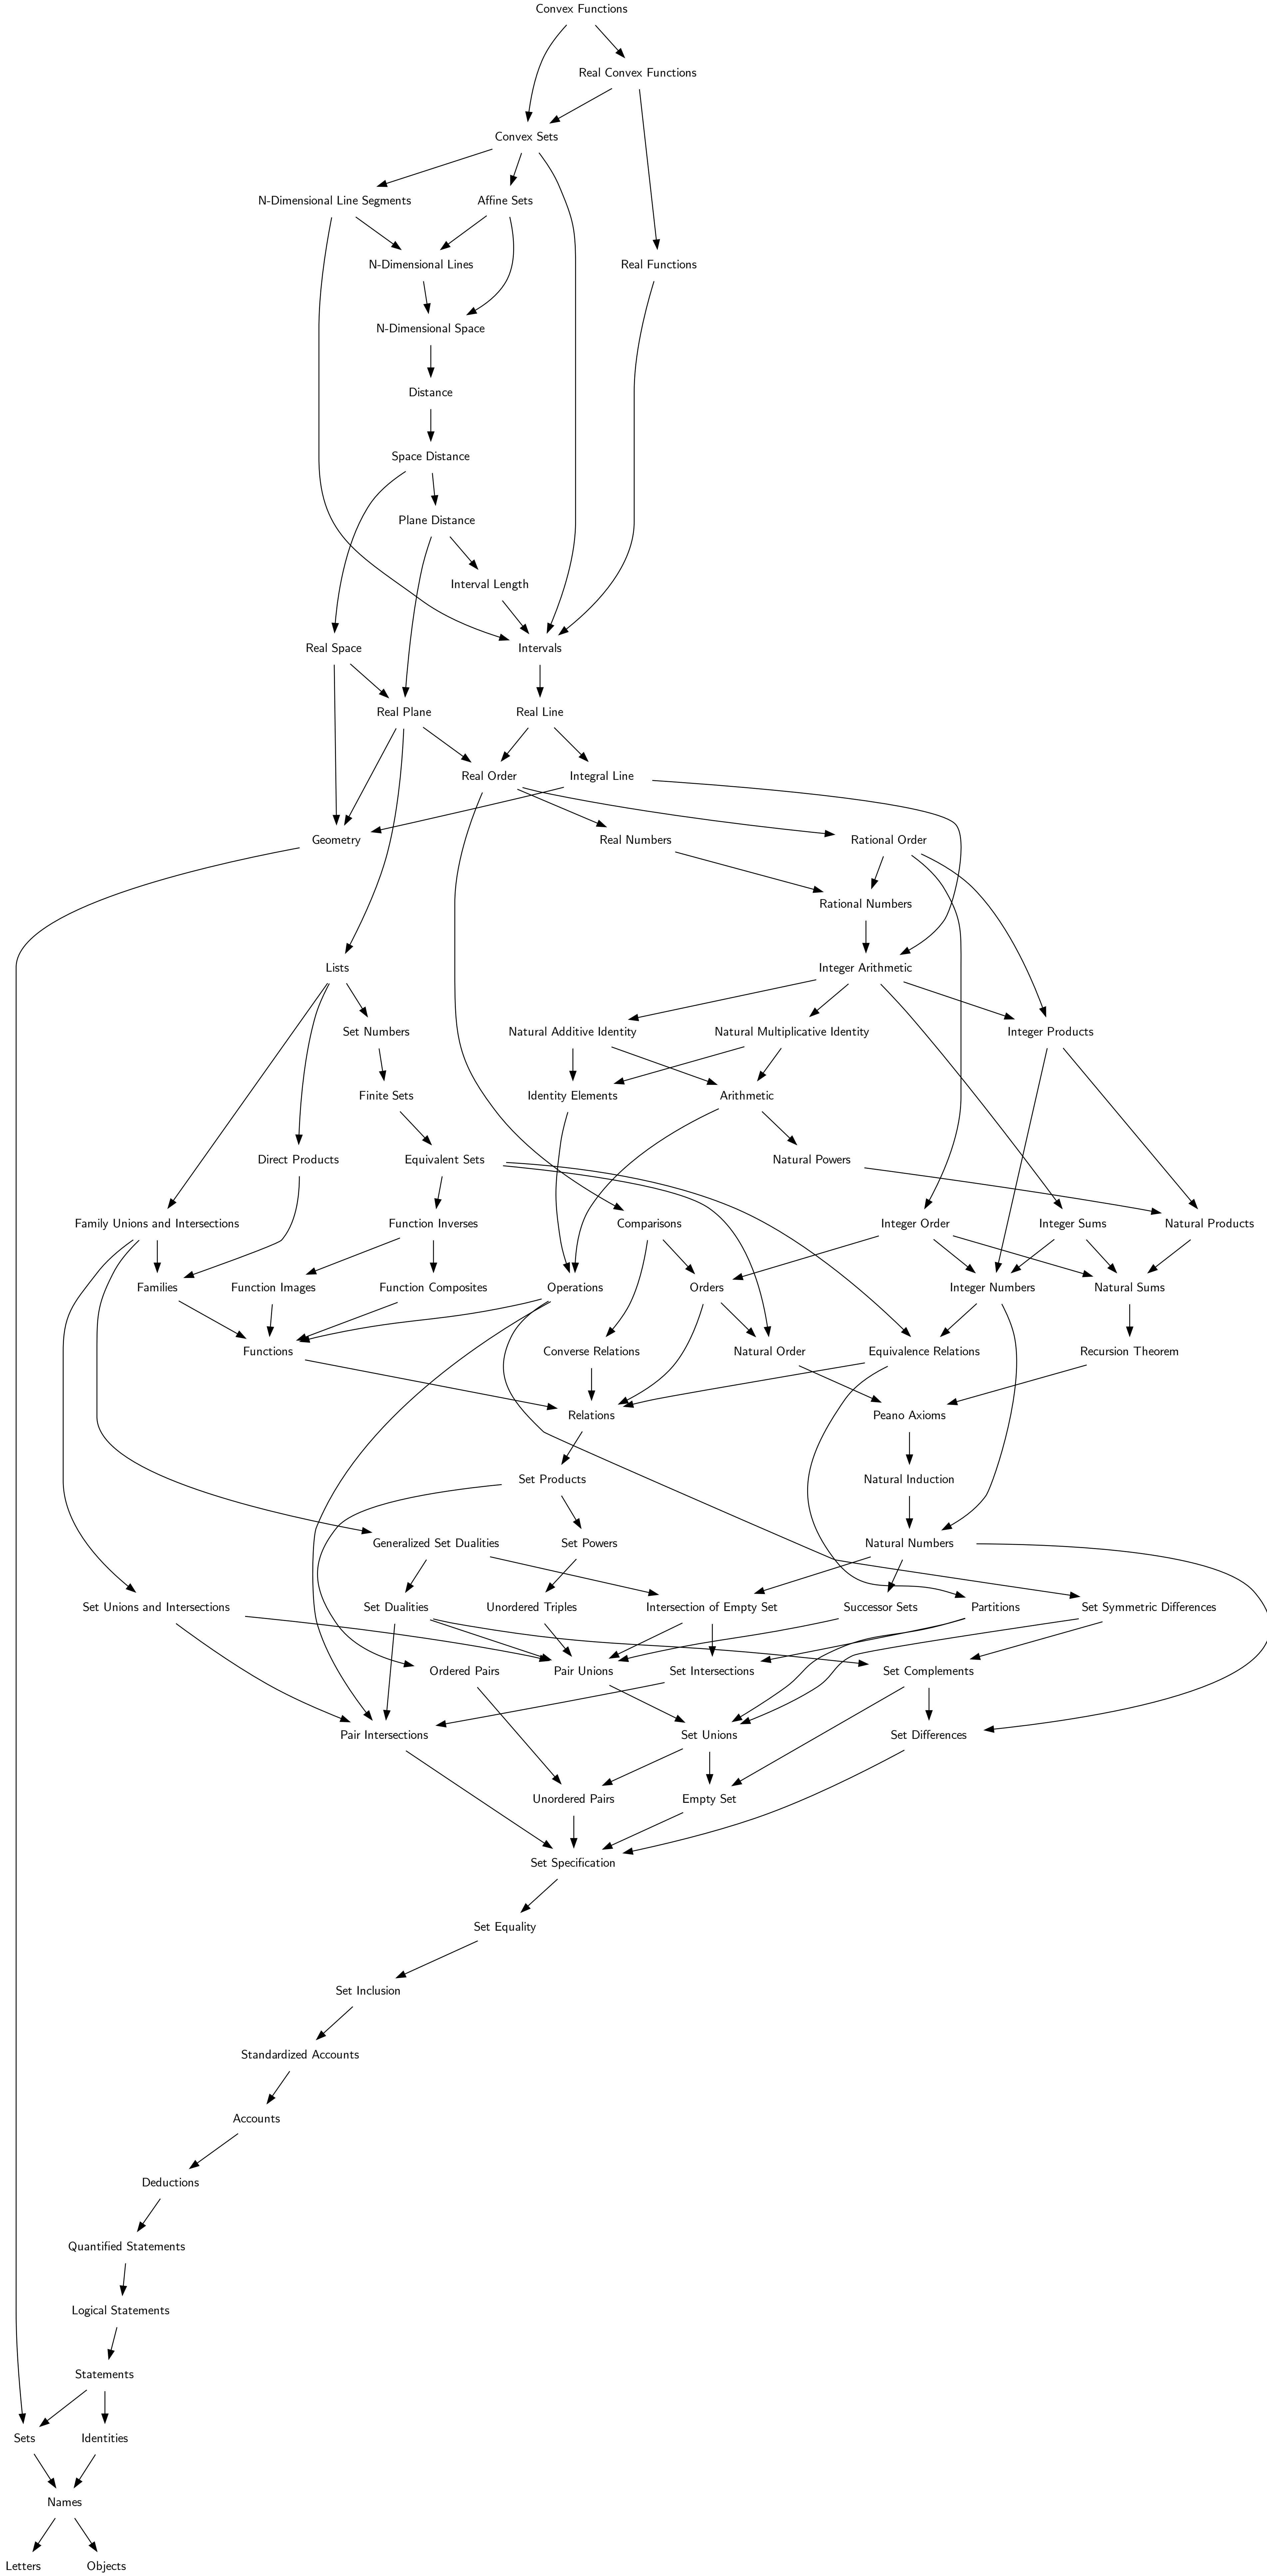 Convex Functions
Real Convex Functions
Convex Sets
N-Dimensional Line Segments
Affine Sets
N-Dimensional Lines
Real Functions
N-Dimensional Space
Distance
Space Distance
Plane Distance
Interval Length
Real Space
Intervals
Real Plane
Real Line
Real Order
Integral Line
Geometry
Real Numbers
Rational Order
Rational Numbers
Lists
Integer Arithmetic
Set Numbers
Natural Additive Identity
Natural Multiplicative Identity
Integer Products
Finite Sets
Identity Elements
Arithmetic
Direct Products
Equivalent Sets
Natural Powers
Family Unions and Intersections
Function Inverses
Comparisons
Integer Order
Integer Sums
Natural Products
Families
Function Images
Function Composites
Operations
Orders
Integer Numbers
Natural Sums
Functions
Converse Relations
Natural Order
Equivalence Relations
Recursion Theorem
Relations
Peano Axioms
Set Products
Natural Induction
Generalized Set Dualities
Set Powers
Natural Numbers
Set Unions and Intersections
Set Dualities
Unordered Triples
Intersection of Empty Set
Successor Sets
Partitions
Set Symmetric Differences
Ordered Pairs
Pair Unions
Set Intersections
Set Complements
Pair Intersections
Set Unions
Set Differences
Unordered Pairs
Empty Set
Set Specification
Set Equality
Set Inclusion
Standardized Accounts
Accounts
Deductions
Quantified Statements
Logical Statements
Statements
Sets
Identities
Names
Letters
Objects